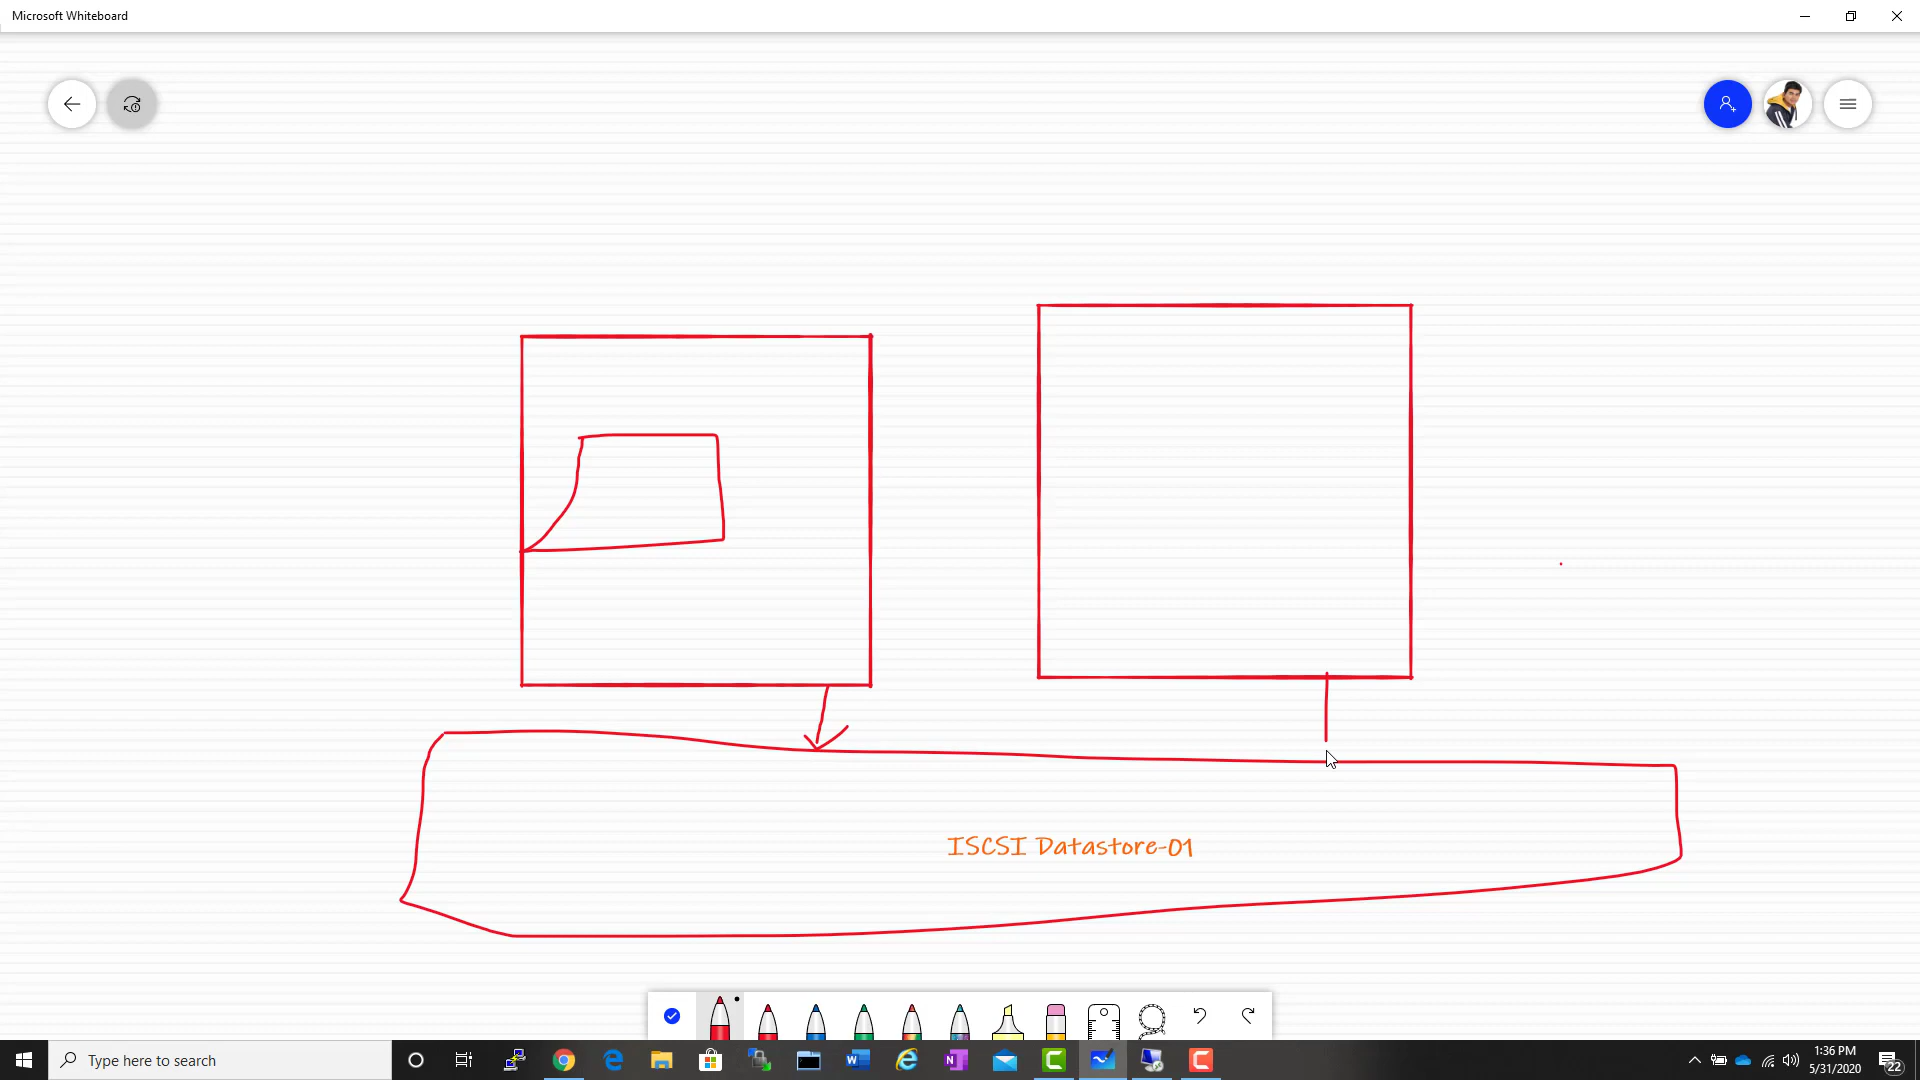 Microsoft Whiteboard
ISCSI Datastore-01
Type here to search
1:36 PM
5/31/2020
22